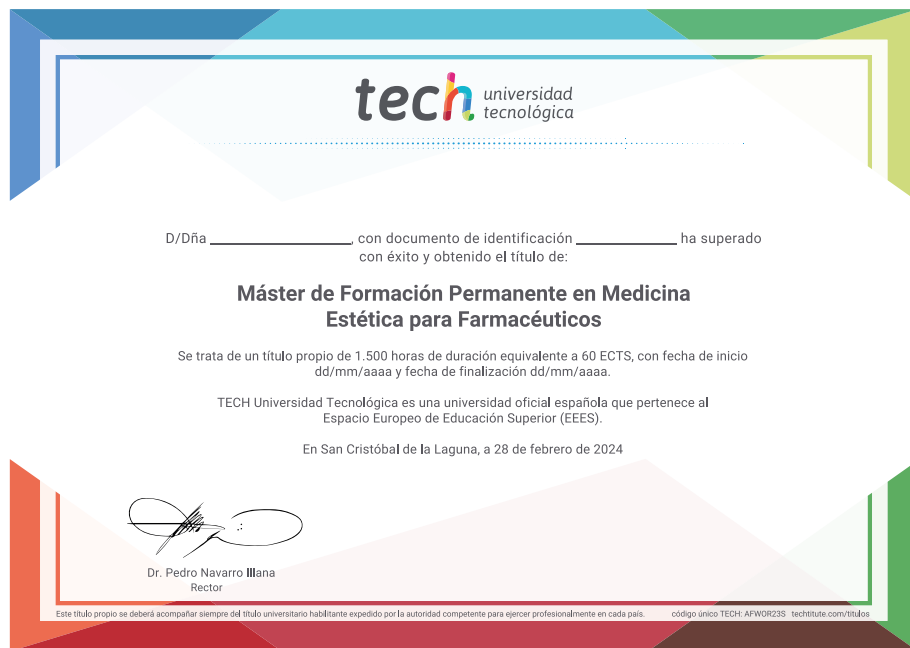 tech universidad
tecnológica
D/Dña ____________, con documento de identificación ____________ ha superado
con éxito y obtenido el título de:
Máster de Formación Permanente en Medicina
Estética para Farmacéuticos
Se trata de un título propio de 1.500 horas de duración equivalente a 60 ECTS, con fecha de inicio
dd/mm/aaaa y fecha de finalización dd/mm/aaaa.
TECH Universidad Tecnológica es una universidad oficial española que pertenece al
Espacio Europeo de Educación Superior (EEES).
En San Cristóbal de la Laguna, a 28 de febrero de 2024
Dr. Pedro Navarro Illana
Rector
Este título propio se deberá acompañar siempre del título universitario habilitante expedido por la autoridad competente para ejercer profesionalmente en cada país. código único TECH: AFWOR23S techtitute.com/titulos